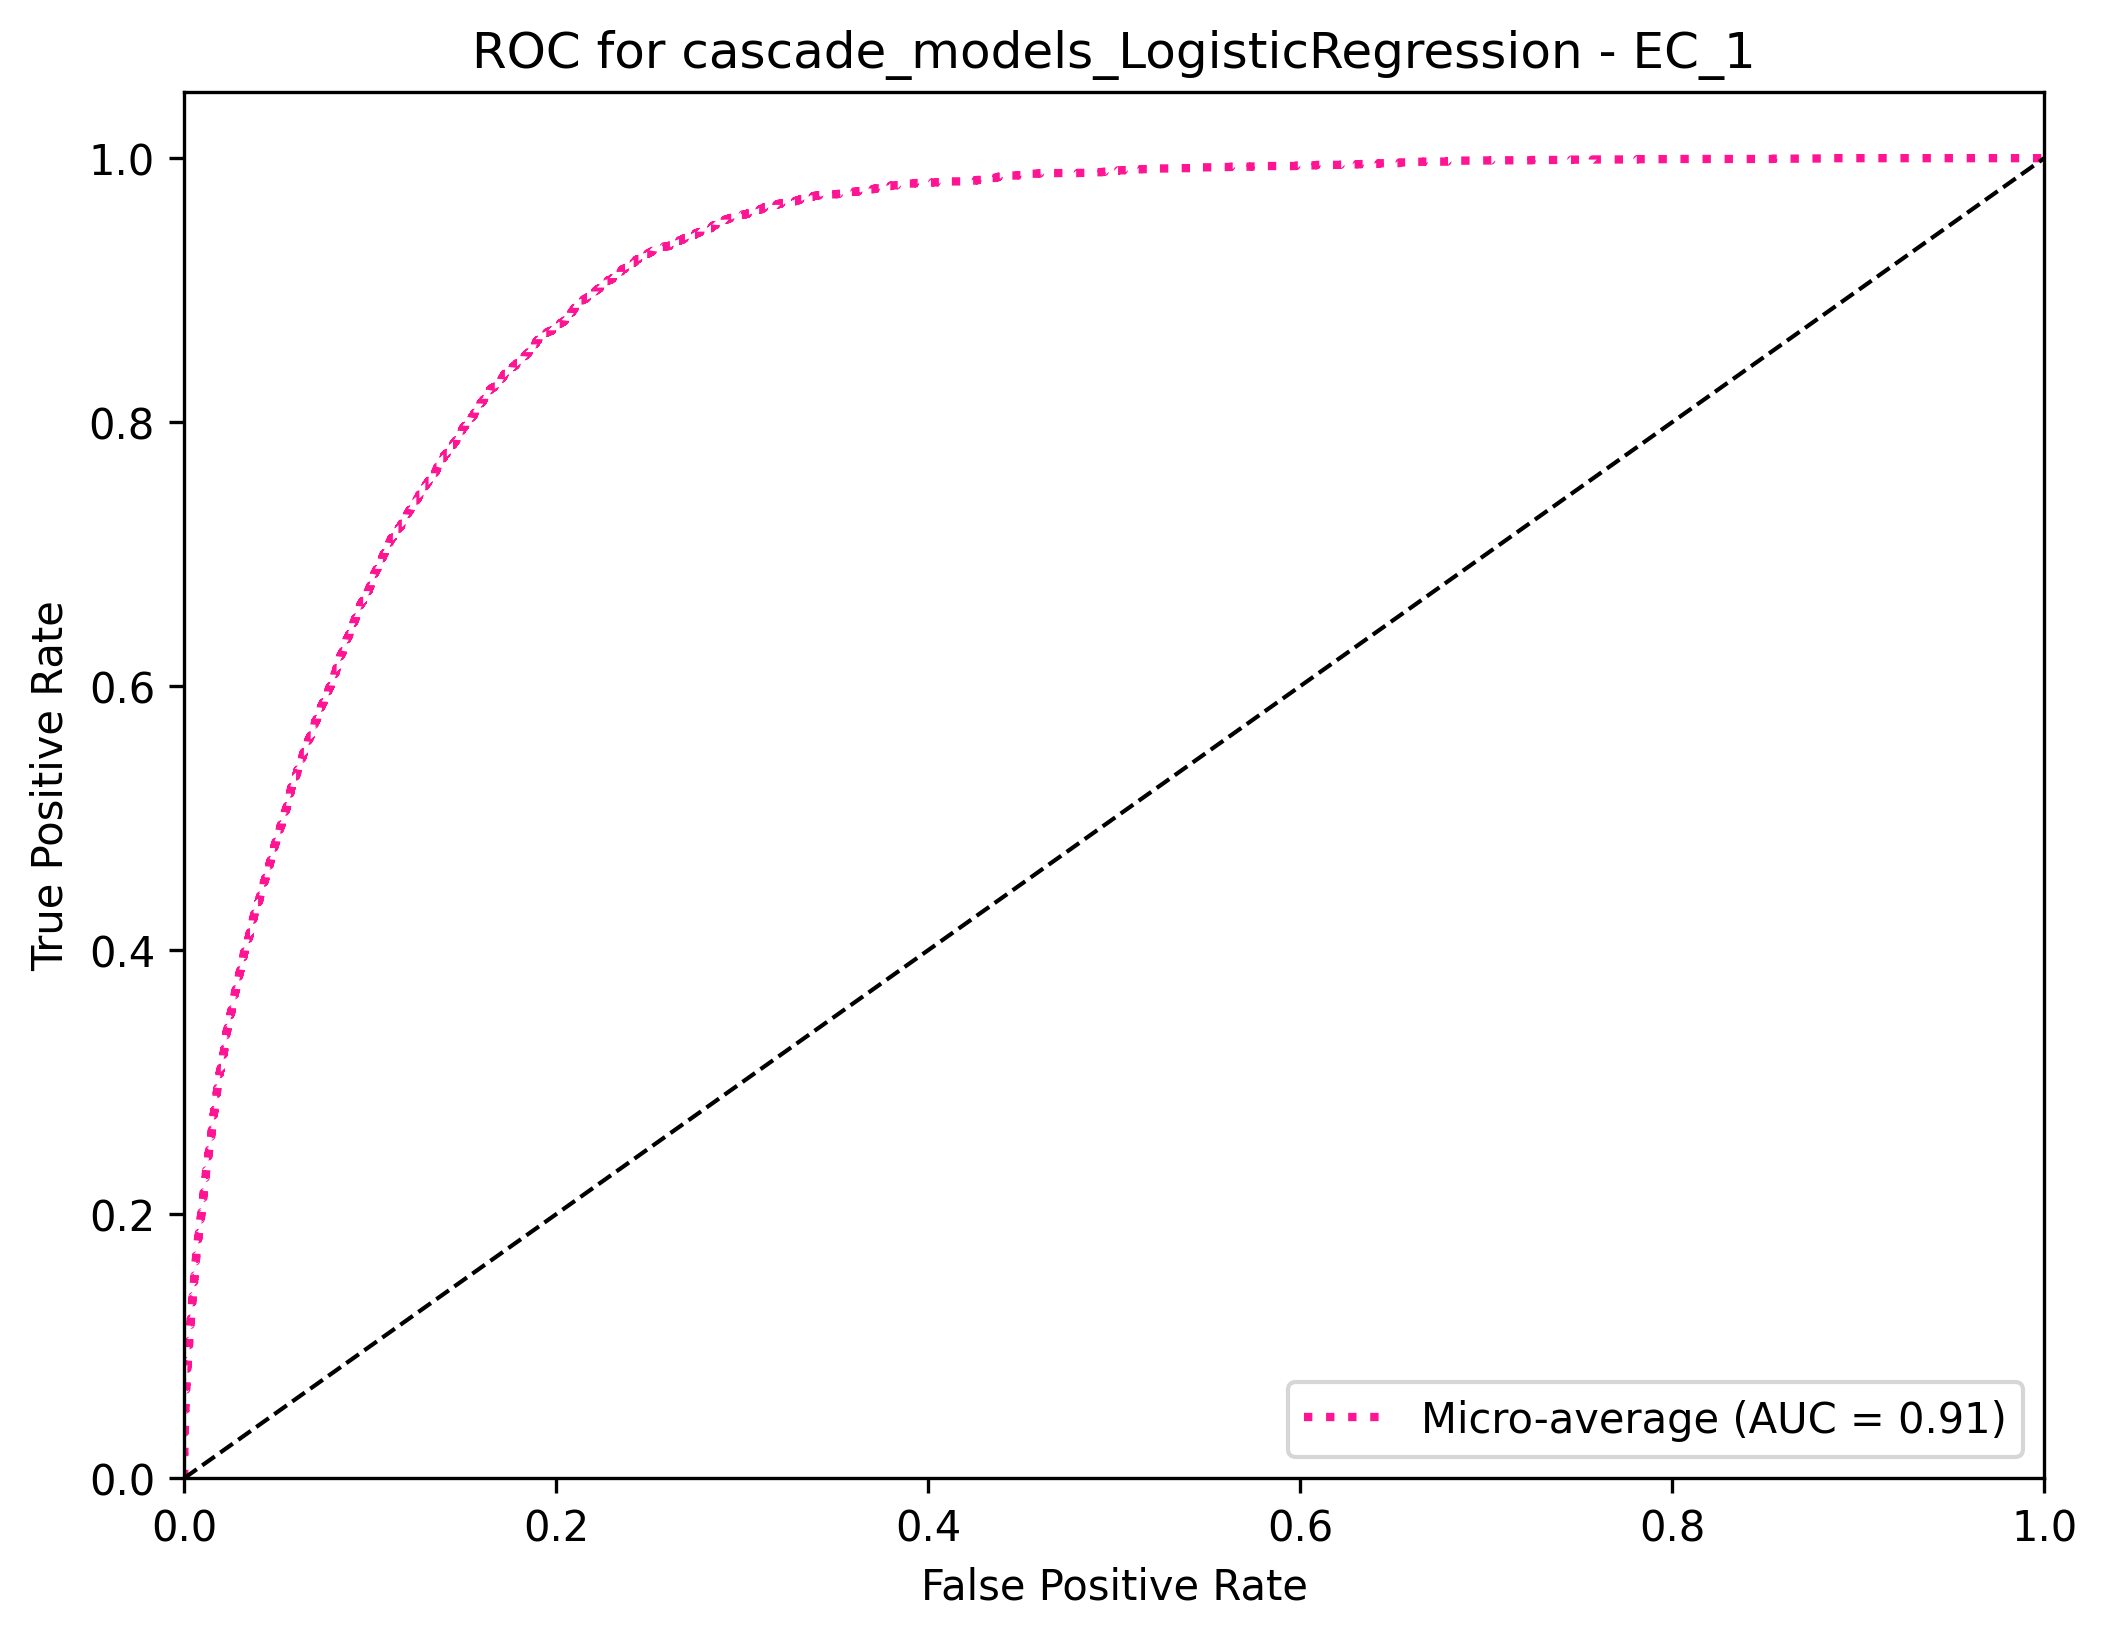 ROC for cascade_models_LogisticRegression - EC_1
True Positive Rate
1.0
0.8
0.6
0.4
0.2
0.0
0.0 0.2 0.4 0.6 0.8 1.0
False Positive Rate
Micro-average (AUC = 0.91)